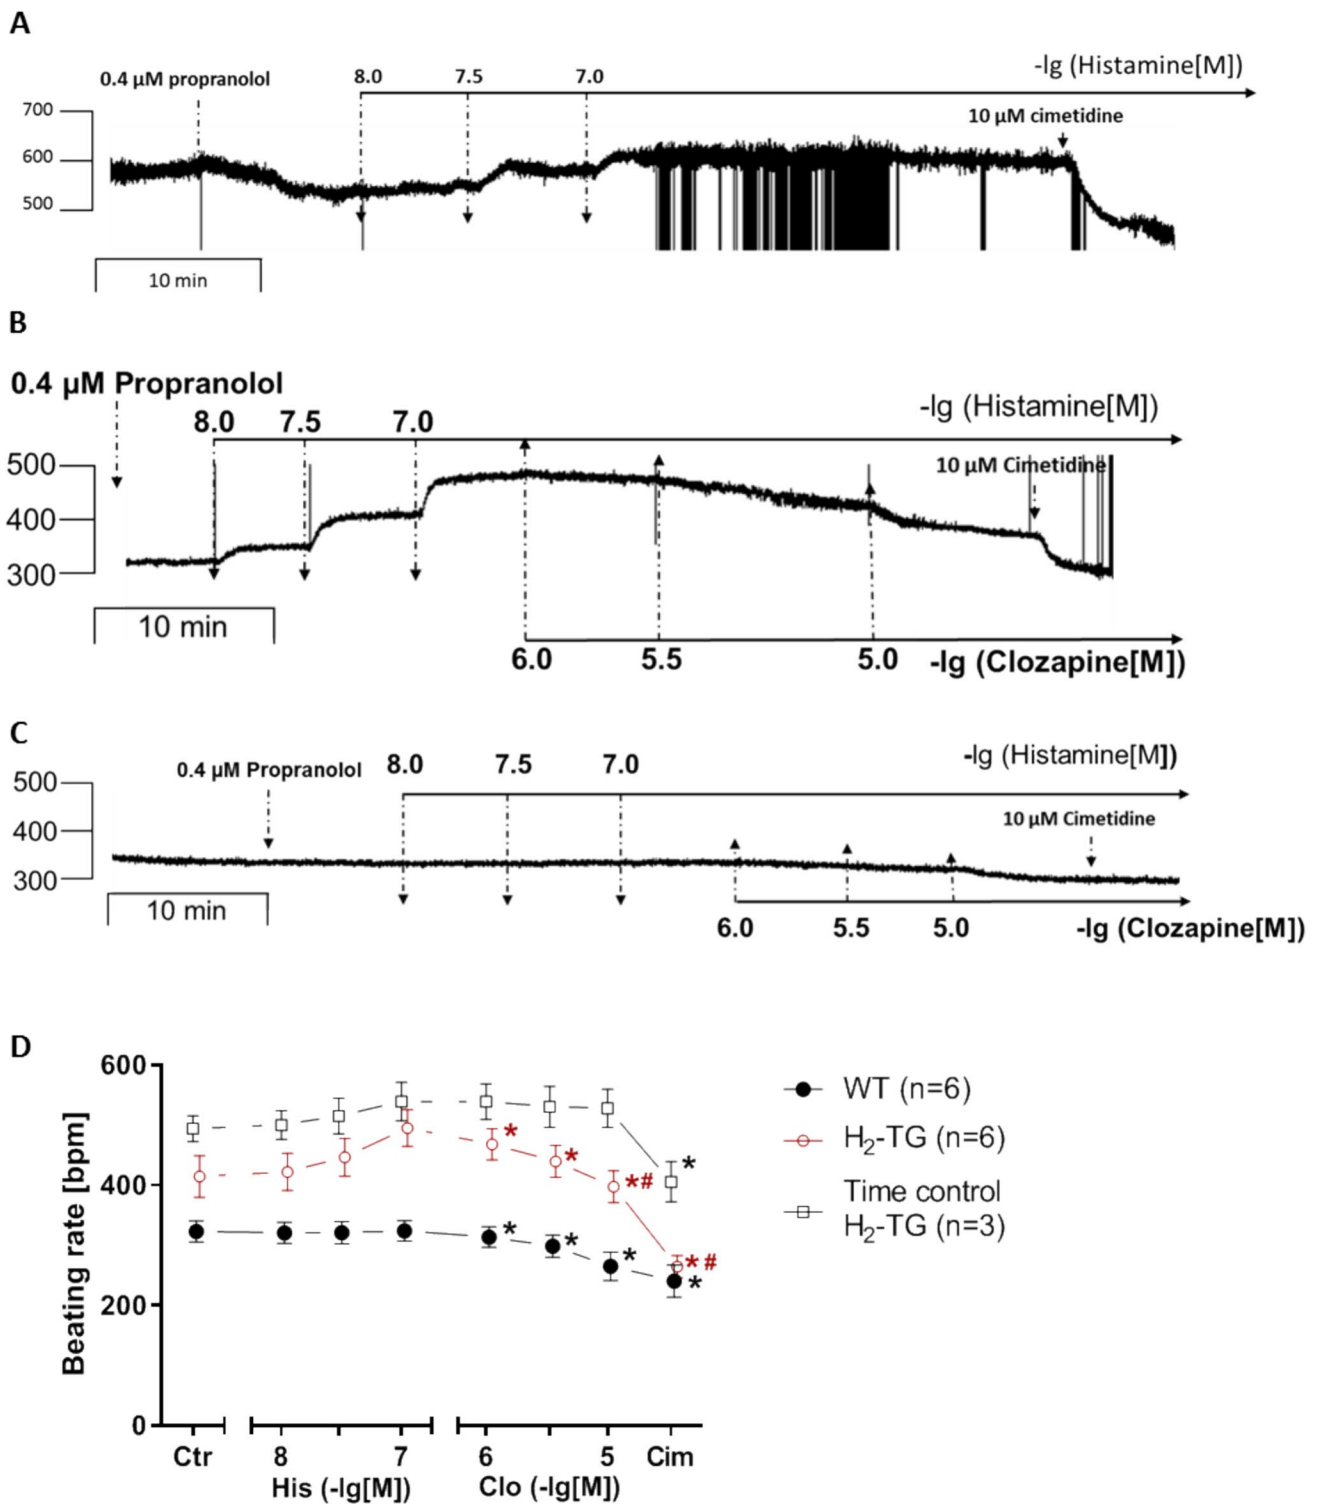 A
-lg (Histamine[M])
0.4 µM propranolol
8.0
7.5
7.0
10 µM cimetidine
700
600
500
10 min
B
0.4 µM Propranolol
-lg (Histamine[M])
8.0
7.5
7.0
10 µM Cimetidine
500
400
300
10 min
6.0
5.5
5.0
-lg (Clozapine[M])
C
-lg (Histamine[M])
0.4 µM Propranolol
8.0
7.5
7.0
10 µM Cimetidine
500
400
300
10 min
6.0
5.5
5.0
-lg (Clozapine[M])
D
Beating rate [bpm]
600
400
200
0
*
*
*#
*#
*
*
*
*
*
WT (n=6)
H₂-TG (n=6)
Time control
H₂-TG (n=3)
Ctr
8
7
6
5
Cim
His (-lg[M])
Clo (-lg[M])